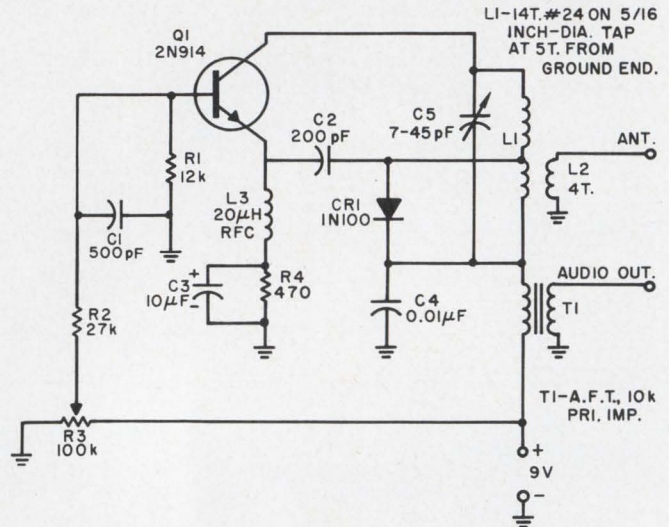 L1-14T.#24 ON 5/16
INCH-DIA. TAP
AT 5T. FROM
GROUND END.
Q1
2N914
C5
7-45pF
C2
200pF
L1
ANT.
R1
12k
L2
4T.
L3
20μH
RFC
CR1
1N100
C1
500pF
AUDIO OUT.
C3
10μF
+
-
R4
470
C4
0.01μF
T1
R2
27k
T1-A.F.T., 10k
PRI. IMP.
R3
100k
+
9V
-